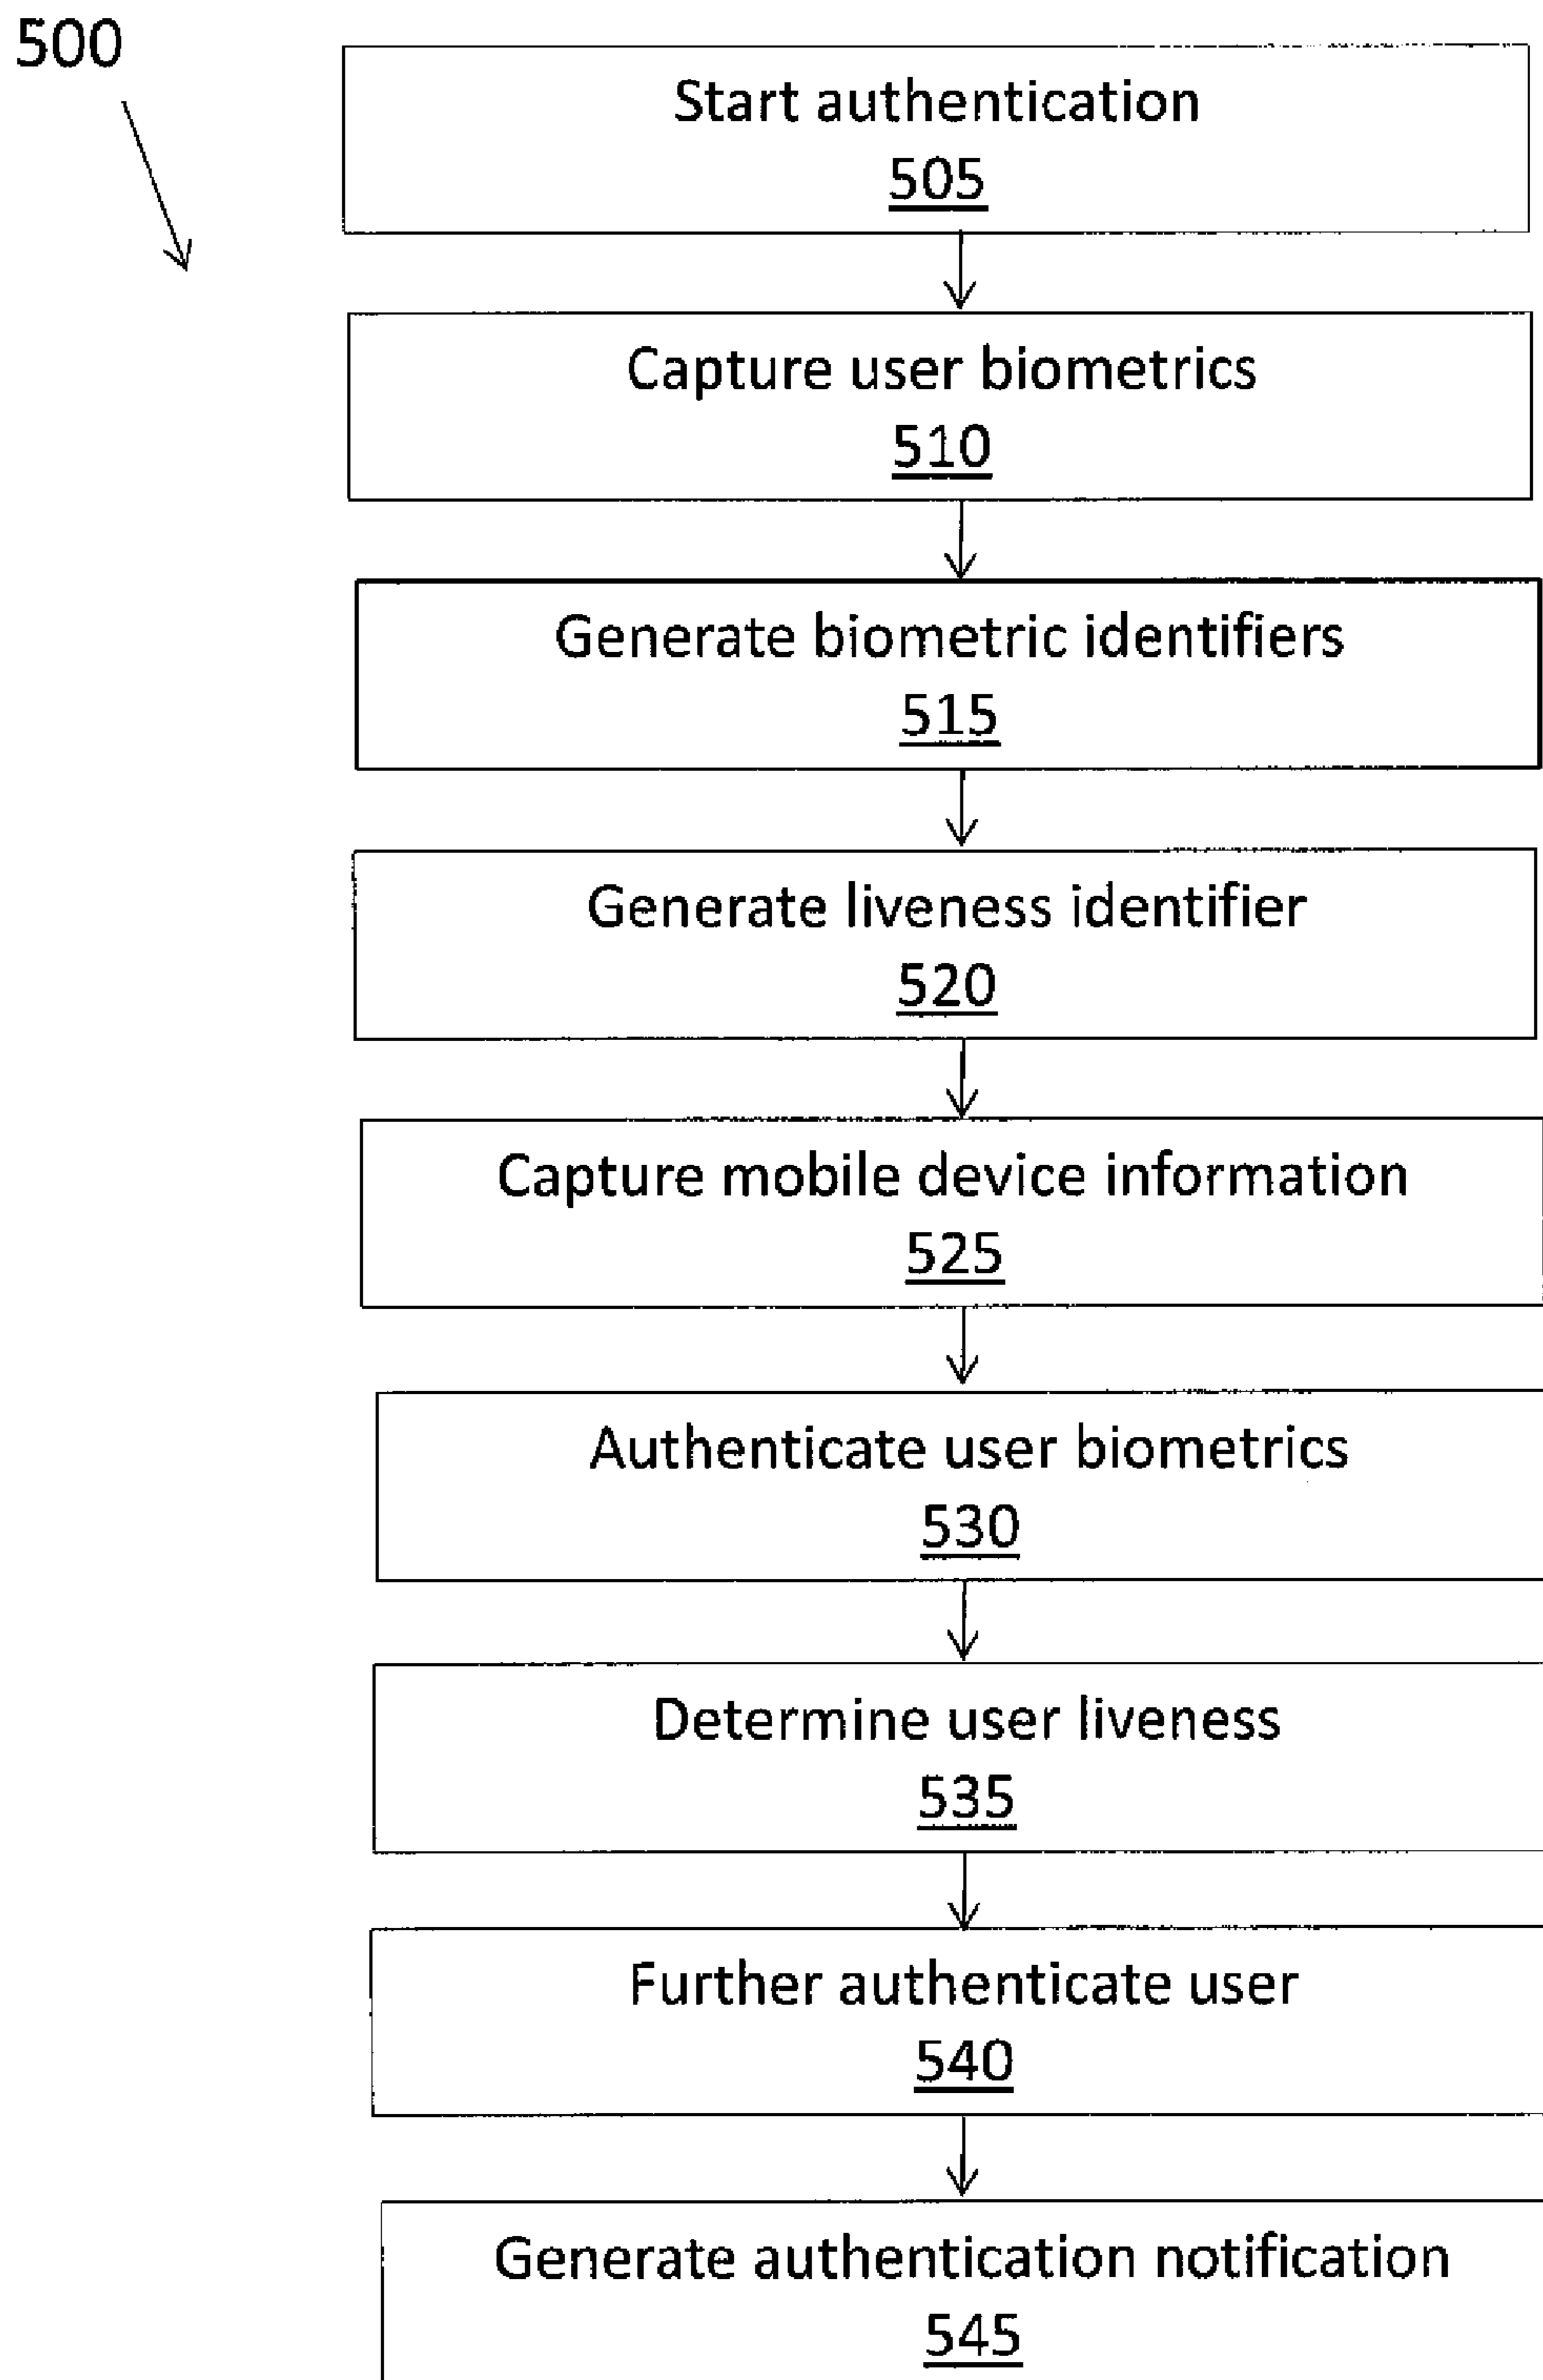 500
Start authentication
505
Capture user biometrics
510
Generate biometric identifiers
515
Generate liveness identifier
520
Capture mobile device information
525
Authenticate user biometrics
530
Determine user liveness
535
Further authenticate user
540
Generate authentication notification
545